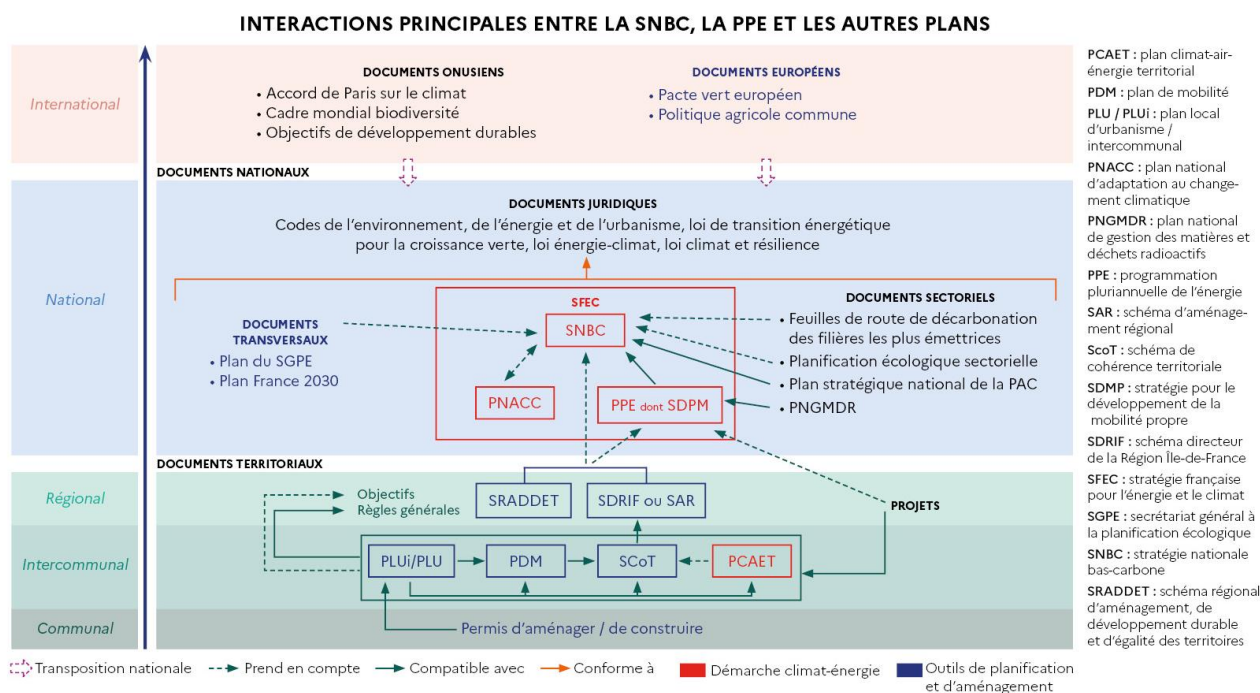 INTERACTIONS PRINCIPALES ENTRE LA SNBC, LA PPE ET LES AUTRES PLANS
International
DOCUMENTS ONUSIENS
• Accord de Paris sur le climat
• Cadre mondial biodiversité
• Objectifs de développement durables
DOCUMENTS EUROPÉENS
• Pacte vert européen
• Politique agricole commune
DOCUMENTS NATIONAUX
National
DOCUMENTS JURIDIQUES
Codes de l'environnement, de l'énergie et de l'urbanisme, loi de transition énergétique
pour la croissance verte, loi énergie-climat, loi climat et résilience
DOCUMENTS
TRANSVERSAUX
• Plan du SGPE
• Plan France 2030
SFEC
SNBC
PNACC
PPE dont SDPM
DOCUMENTS SECTORIELS
• Feuilles de route de décarbonation
des filières les plus émettrices
• Planification écologique sectorielle
• Plan stratégique national de la PAC
• PNGMDR
DOCUMENTS TERRITORIAUX
Régional
Objectifs
Règles générales
SRADDET
SDRIF ou SAR
PROJETS
Intercommunal
PLUi/PLU
PDM
SCoT
PCAET
Communal
Permis d'aménager / de construire
PCAET : plan climat-air-
énergie territorial
PDM : plan de mobilité
PLU / PLUi : plan local
d'urbanisme /
intercommunal
PNACC : plan national
d'adaptation au change-
ment climatique
PNGMDR : plan national
de gestion des matières et
déchets radioactifs
PPE : programmation
pluriannuelle de l'énergie
SAR : schéma d'aménage-
ment régional
ScoT : schéma de
cohérence territoriale
SDMP : stratégie pour le
développement de la
mobilité propre
SDRIF : schéma directeur
de la Région Île-de-France
SFEC : stratégie française
pour l'énergie et le climat
SGPE : secrétariat général à
la planification écologique
SNBC : stratégie nationale
bas-carbone
SRADDET : schéma régional
d'aménagement, de
développement durable
et d'égalité des territoires
Transposition nationale
Prend en compte
Compatible avec
Conforme à
Démarche climat-énergie
Outils de planification
et d'aménagement